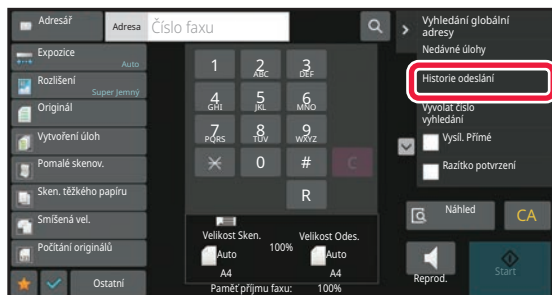 Adresář
Adresa
Číslo faxu
Expozice
Auto
Rozlišení
Super Jemný
Originál
Vytvoření úloh
Pomalé skenov.
Sken. těžkého papíru
Smíšená vel.
Počítání originálů
Ostatní
1
2
ABC
3
DEF
4
GHI
5
JKL
6
MNO
7
PQRS
8
TUV
9
WXYZ
0
#
C
R
Velikost Sken.
100%
Velikost Odes.
Auto
Auto
A4
A4
Paměť příjmu faxu: 100%
Vyhledání globální
adresy
Nedávné úlohy
Historie odeslání
Vyvolat číslo
vyhledání
Vysíl. Přímé
Razítko potvrzení
Náhled
CA
Reprod.
Start